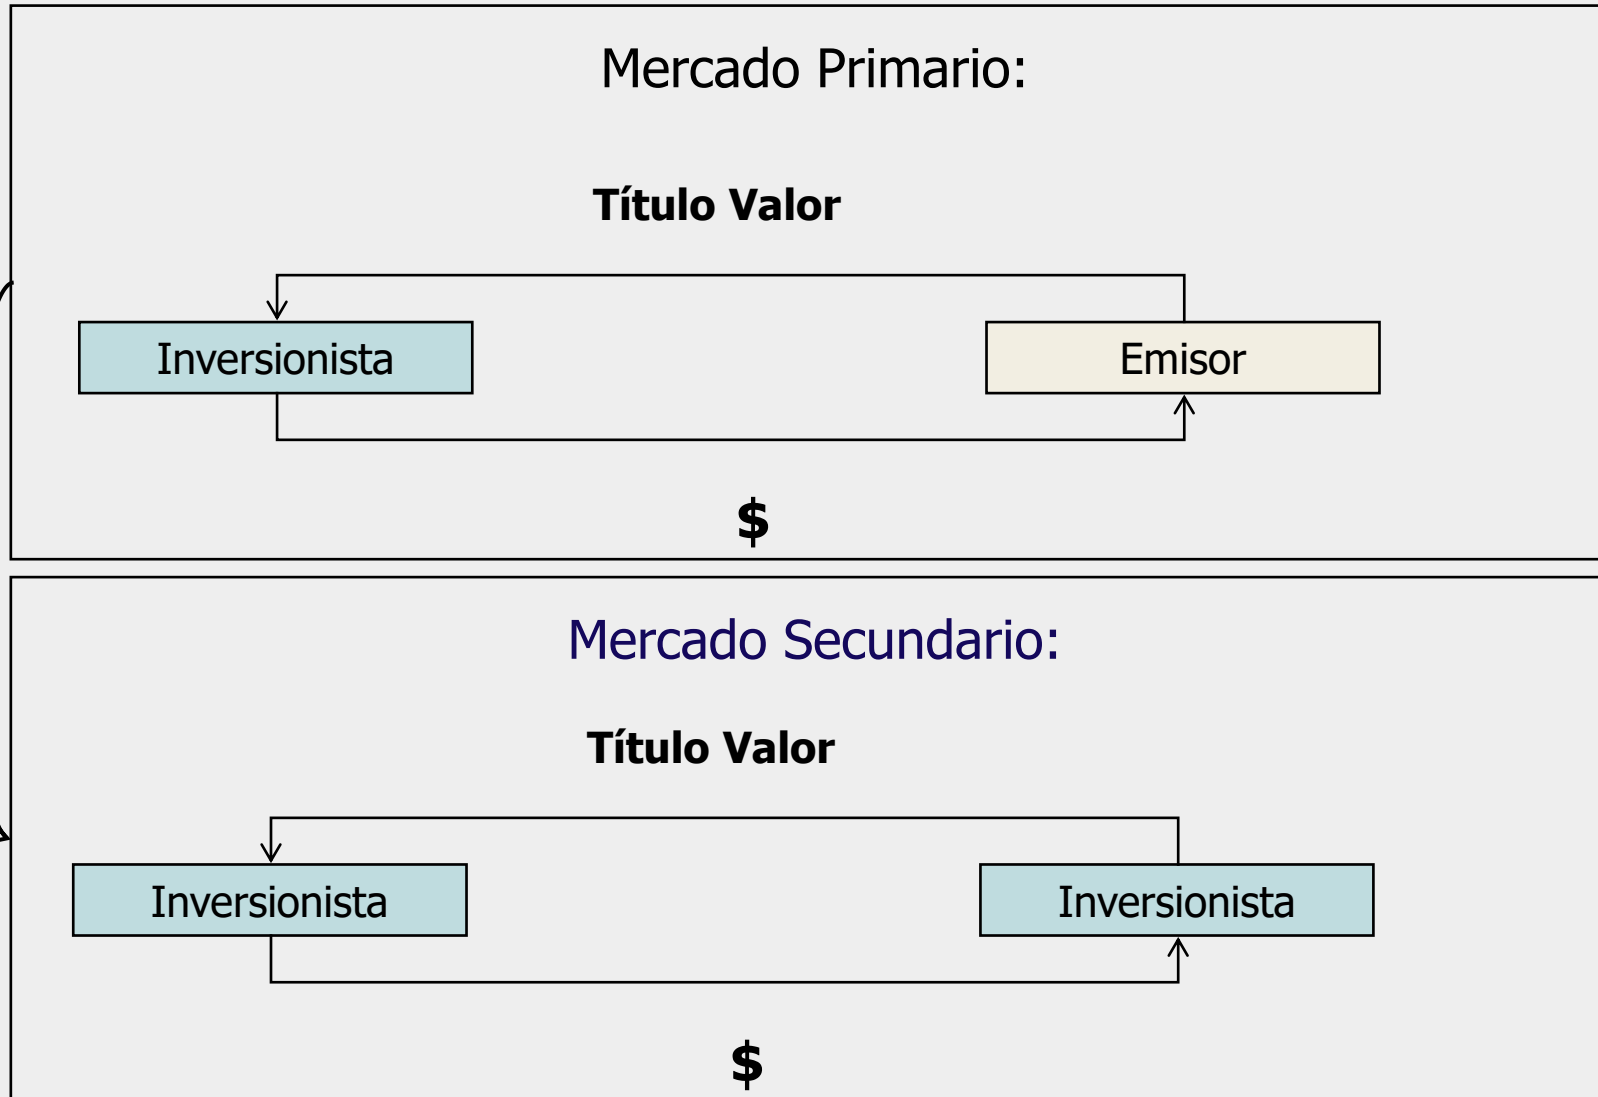 Mercado Primario:
Título Valor
Inversionista
Emisor
$
Mercado Secundario:
Título Valor
Inversionista
Inversionista
$